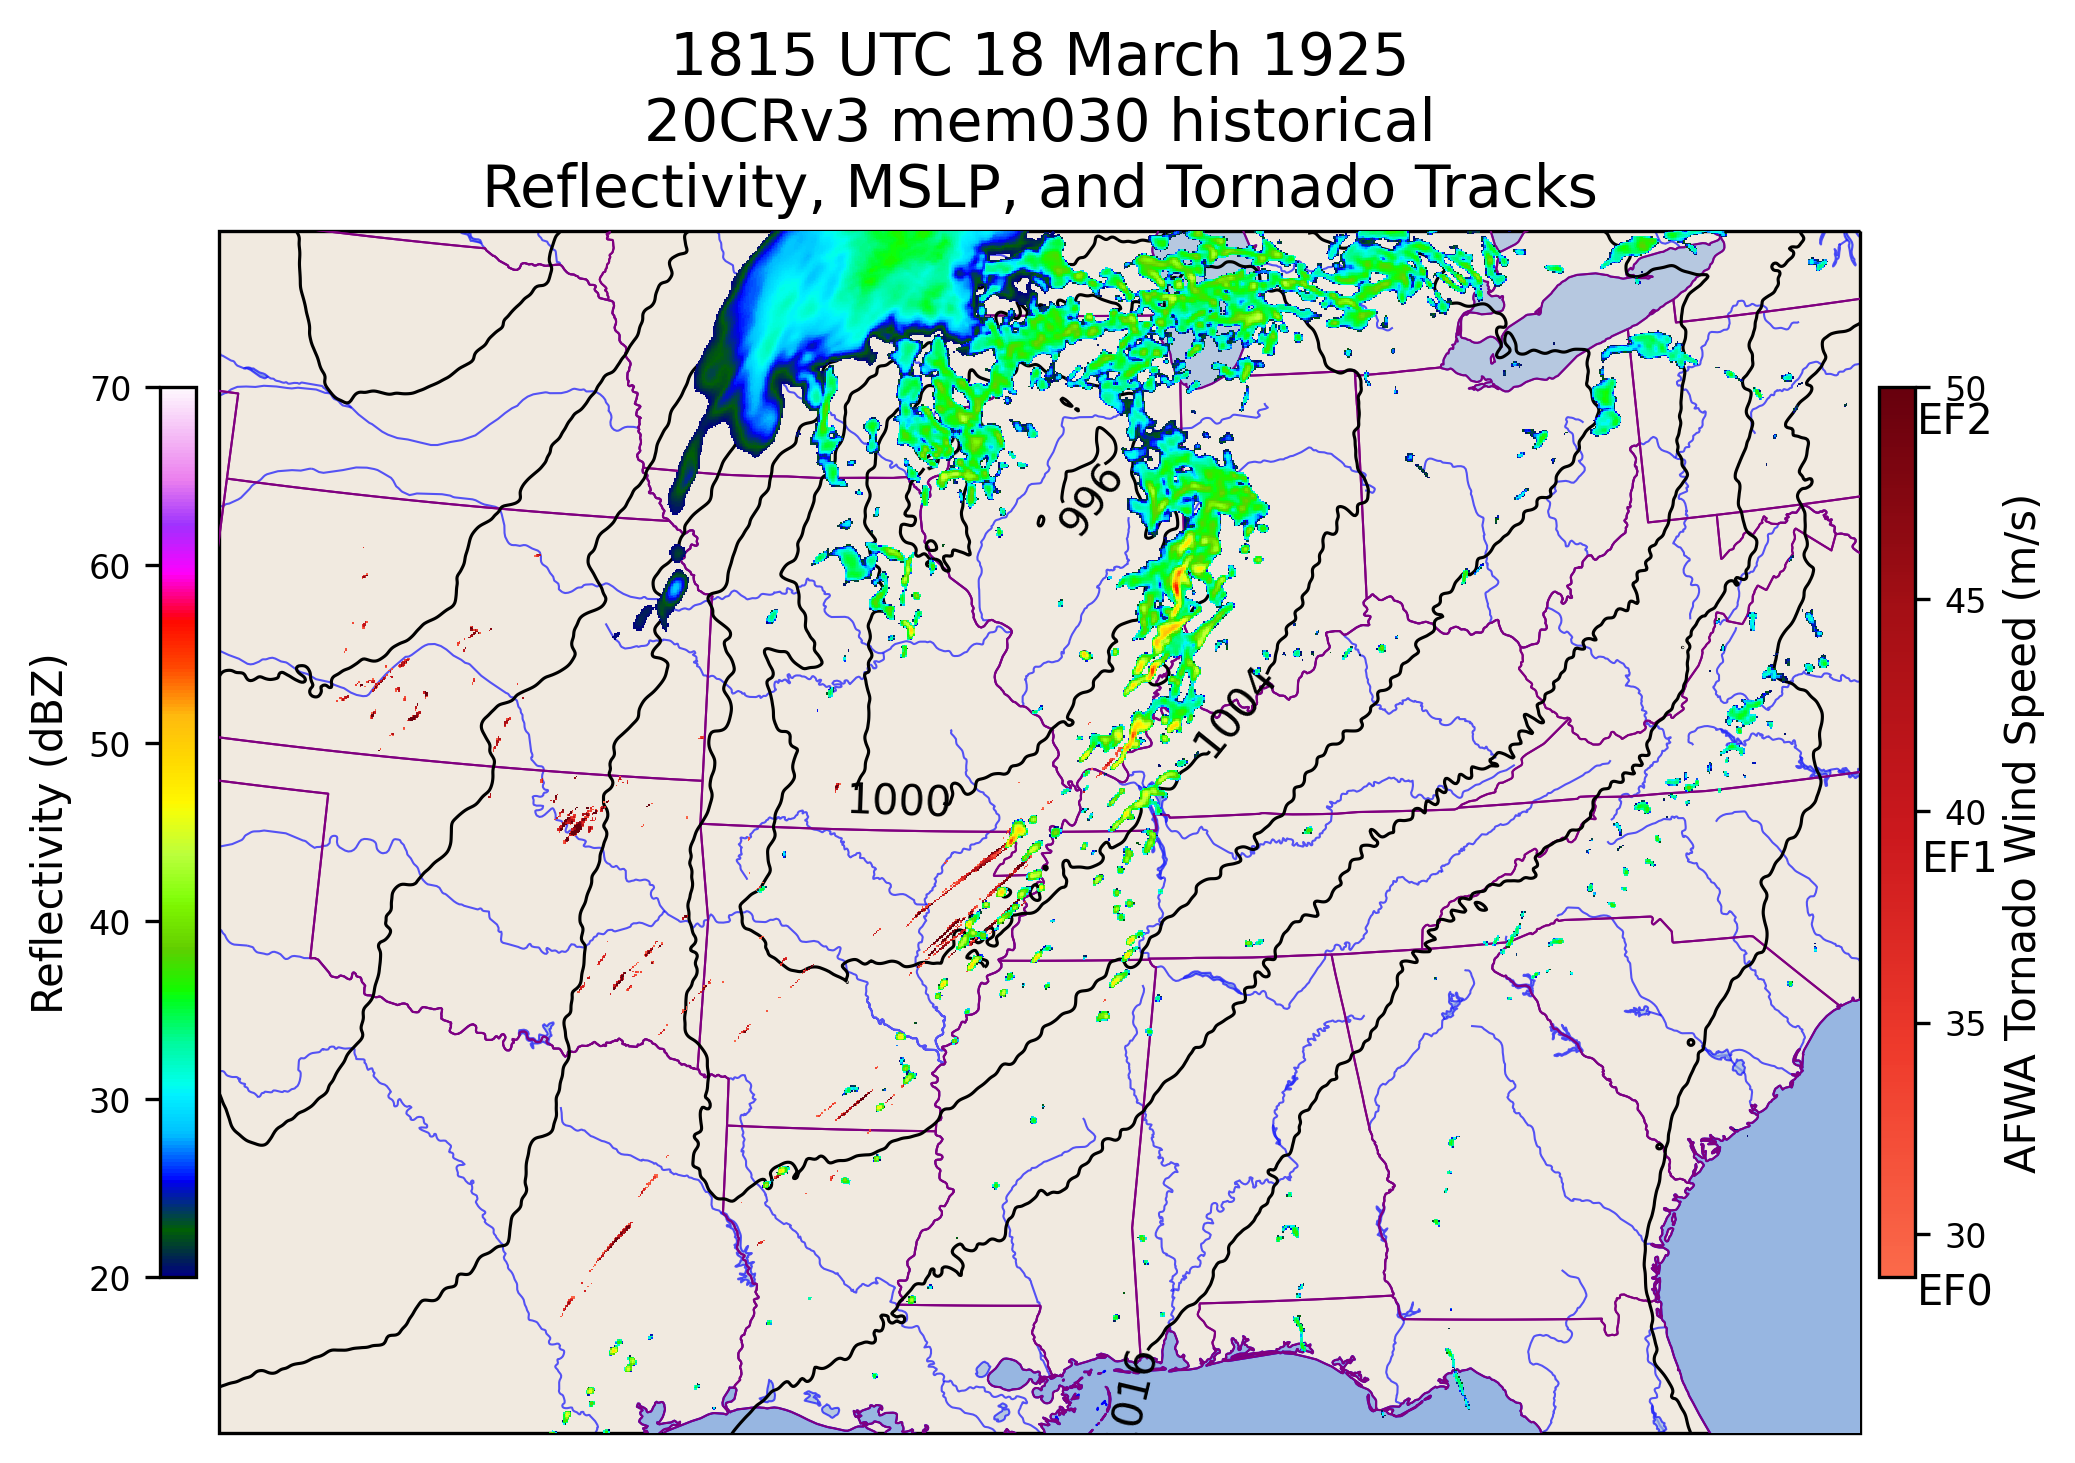 1815 UTC 18 March 1925
20CRv3 mem030 historical
Reflectivity, MSLP, and Tornado Tracks
Reflectivity (dBZ)
70
60
50
40
30
20
996
1004
1000
016
50
EF2
45
40
EF1
35
30
EF0
AFWA Tornado Wind Speed (m/s)